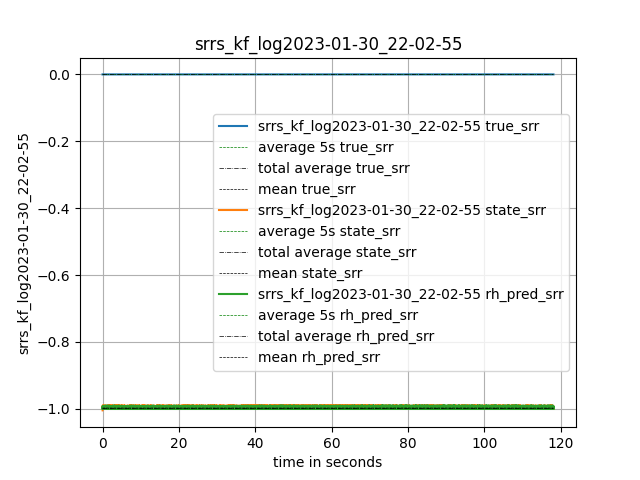 srrs_kf_log2023-01-30_22-02-55
srrs_kf_log2023-01-30_22-02-55
0.0
−0.2
−0.4
−0.6
−0.8
−1.0
srrs_kf_log2023-01-30_22-02-55 true_srr
average 5s true_srr
total average true_srr
mean true_srr
srrs_kf_log2023-01-30_22-02-55 state_srr
average 5s state_srr
total average state_srr
mean state_srr
srrs_kf_log2023-01-30_22-02-55 rh_pred_srr
average 5s rh_pred_srr
total average rh_pred_srr
mean rh_pred_srr
0 20 40 60 80 100 120
time in seconds